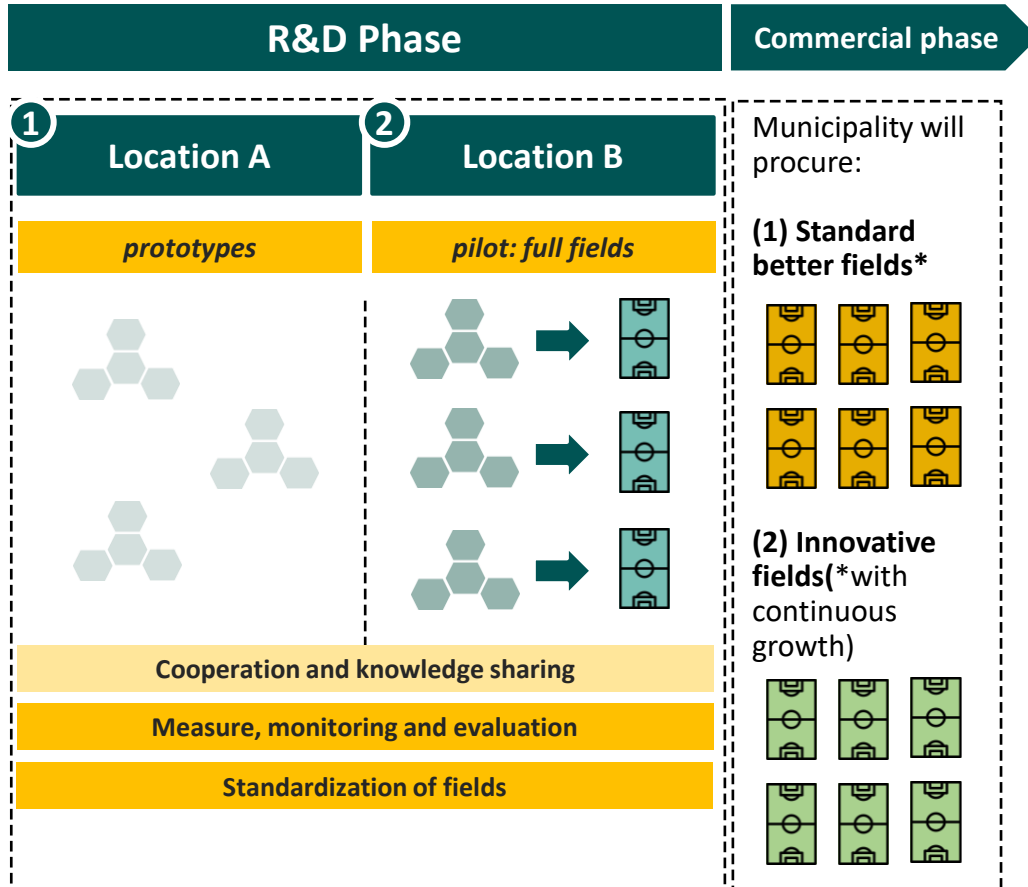 R&D Phase
Commercial phase
1
Location A
2
Location B
prototypes
pilot: full fields
Cooperation and knowledge sharing
Measure, monitoring and evaluation
Standardization of fields
Municipality will
procure:
(1) Standard
better fields*
(2) Innovative
fields(*with
continuous
growth)